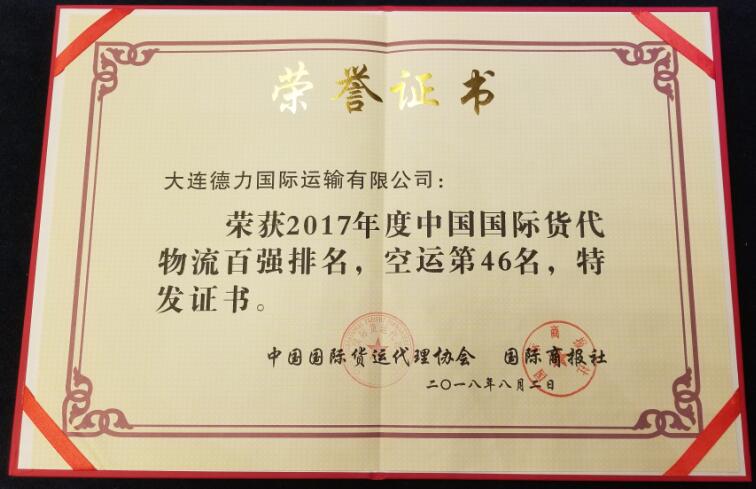 荣誉证书
大连德力国际运输有限公司：
荣获2017年度中国国际货代
物流百强排名，空运第46名，特
发证书。
中国国际货运代理协会 国际商报社
二〇一八年八月二日